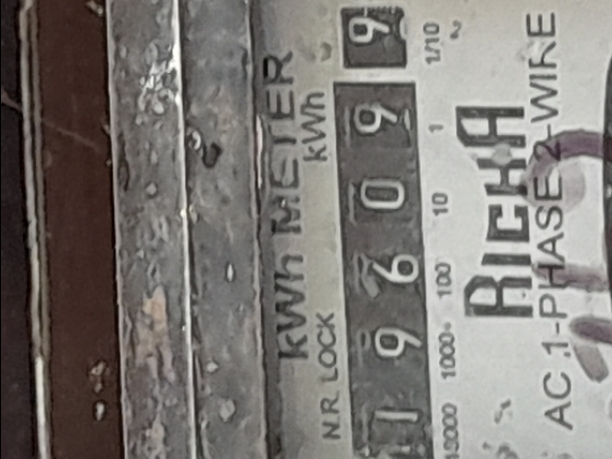 kWh METER
N.R. LOCK kWh
1 9 6 0 9 9
10000 1000 100 10 1 1/10
RICHA
AC 1-PHASE 2-WIRE